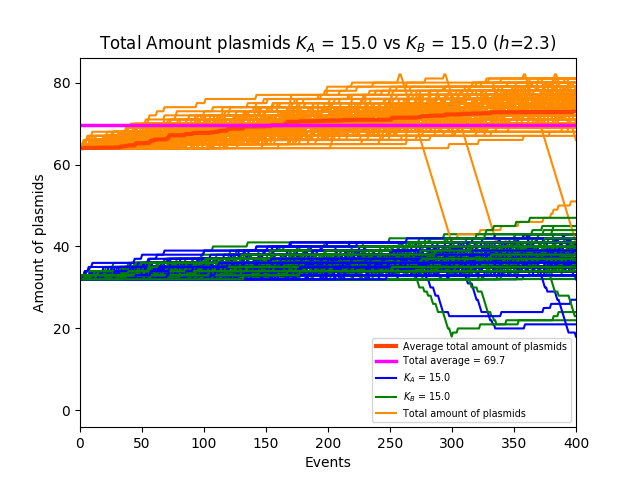 Total Amount plasmids K_A = 15.0 vs K_B = 15.0 (h=2.3)
Amount of plasmids
80
60
40
20
0
Average total amount of plasmids
Total average = 69.7
K_A = 15.0
K_B = 15.0
Total amount of plasmids
0 50 100 150 200 250 300 350 400
Events